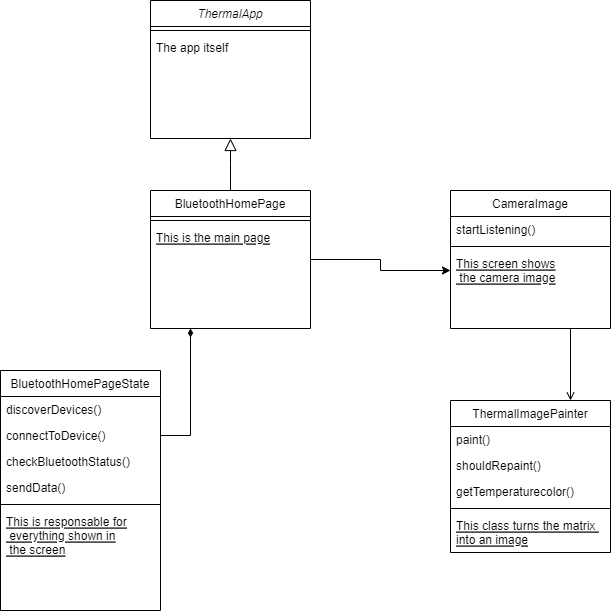 ThermalApp
The app itself
BluetoothHomePage
This is the main page
CameraImage
startListening()
This screen shows
the camera image
BluetoothHomePageState
discoverDevices()
connectToDevice()
checkBluetoothStatus()
sendData()
This is responsable for
everything shown in
the screen
ThermalImagePainter
paint()
shouldRepaint()
getTemperaturecolor()
This class turns the matrix
into an image